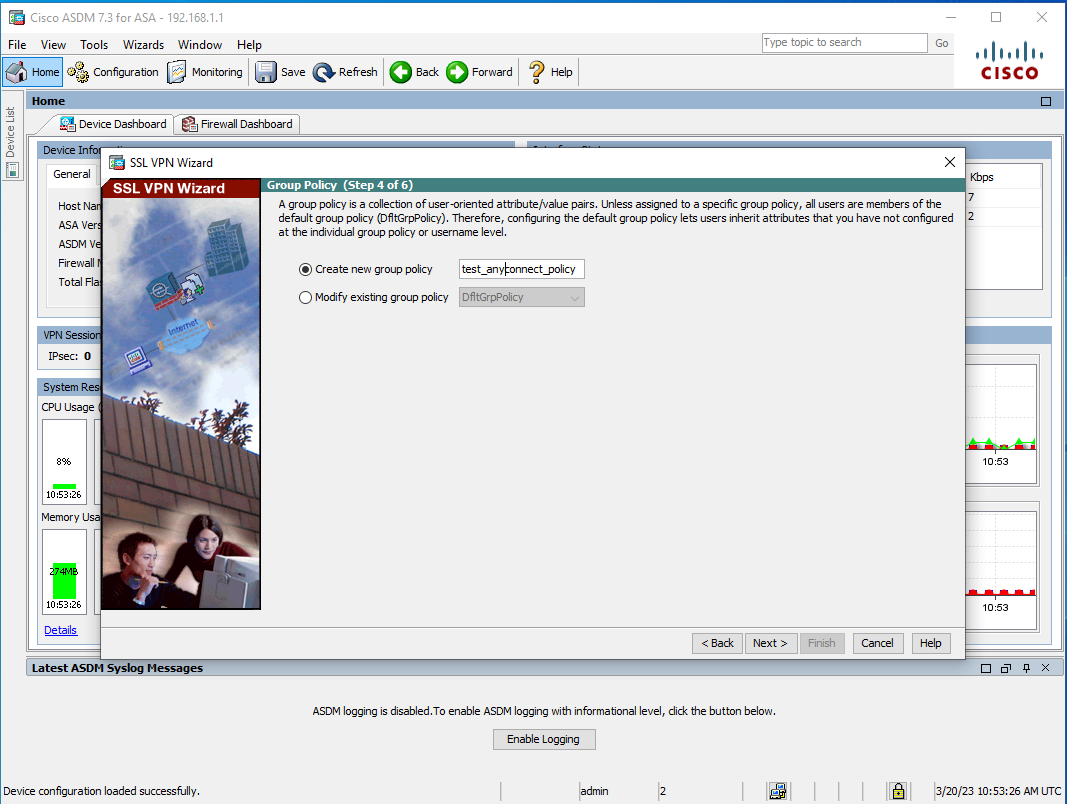 Cisco ASDM 7.3 for ASA - 192.168.1.1
File View Tools Wizards Window Help
Type topic to search Go
Home Configuration Monitoring Save Refresh Back Forward Help
CISCO
Device List
Home
Device Dashboard Firewall Dashboard
Device
General
Host
ASA
ASDM
Firewall
Total
VPN Session
IPsec: 0
System
CPU Usage
8%
10:53:26
Memory
274MB
10:53:26
Details
Kbps
7
2
10:53
10:53
SSL VPN Wizard
SSL VPN Wizard
Internet
Group Policy (Step 4 of 6)
A group policy is a collection of user-oriented attribute/value pairs. Unless assigned to a specific group policy, all users are members of the
default group policy (DfltGrpPolicy). Therefore, configuring the default group policy lets users inherit attributes that you have not configured
at the individual group policy or username level.
Create new group policy test_anyconnect_policy
Modify existing group policy DfltGrpPolicy
< Back Next > Finish Cancel Help
Latest ASDM Syslog Messages
ASDM logging is disabled.To enable ASDM logging with informational level, click the button below.
Enable Logging
Device configuration loaded successfully. admin 2 3/20/23 10:53:26 AM UTC